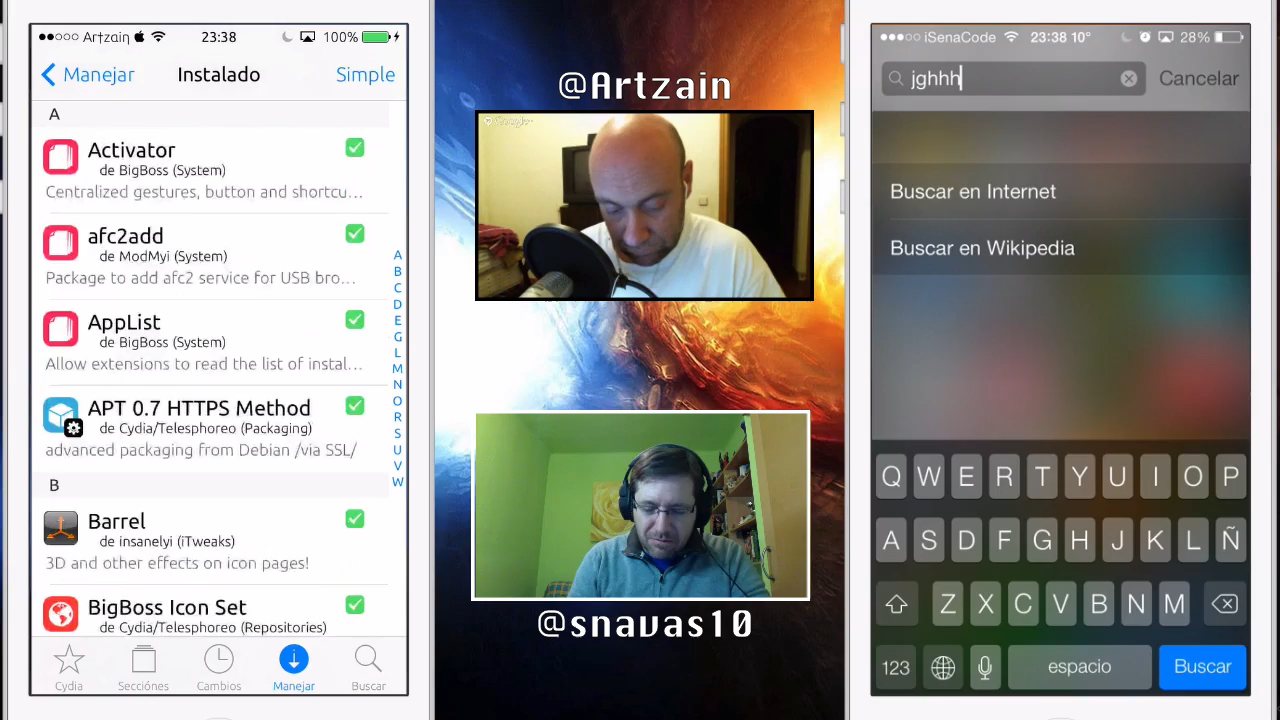 Arţzaiη 23:38 100%
Manejar Instalado Simple
A
Activator
de BigBoss (System)
Centralized gestures, button and shortcu…
afc2add
de ModMyi (System)
Package to add afc2 service for USB bro…
AppList
de BigBoss (System)
Allow extensions to read the list of instal…
APT 0.7 HTTPS Method
de Cydia/Telesphoreo (Packaging)
advanced packaging from Debian /via SSL/
B
Barrel
de insanelyi (iTweaks)
3D and other effects on icon pages!
BigBoss Icon Set
de Cydia/Telesphoreo (Repositories)
A
B
C
D
E
G
L
M
N
O
R
S
U
V
W
Cydia Secciónes Cambios Manejar Buscar
@Artzain
Google+
@snavas10
iSenaCode 23:38 10° 28%
jghhh Cancelar
Buscar en Internet
Buscar en Wikipedia
Q W E R T Y U I O P
A S D F G H J K L Ñ
Z X C V B N M
123 espacio Buscar